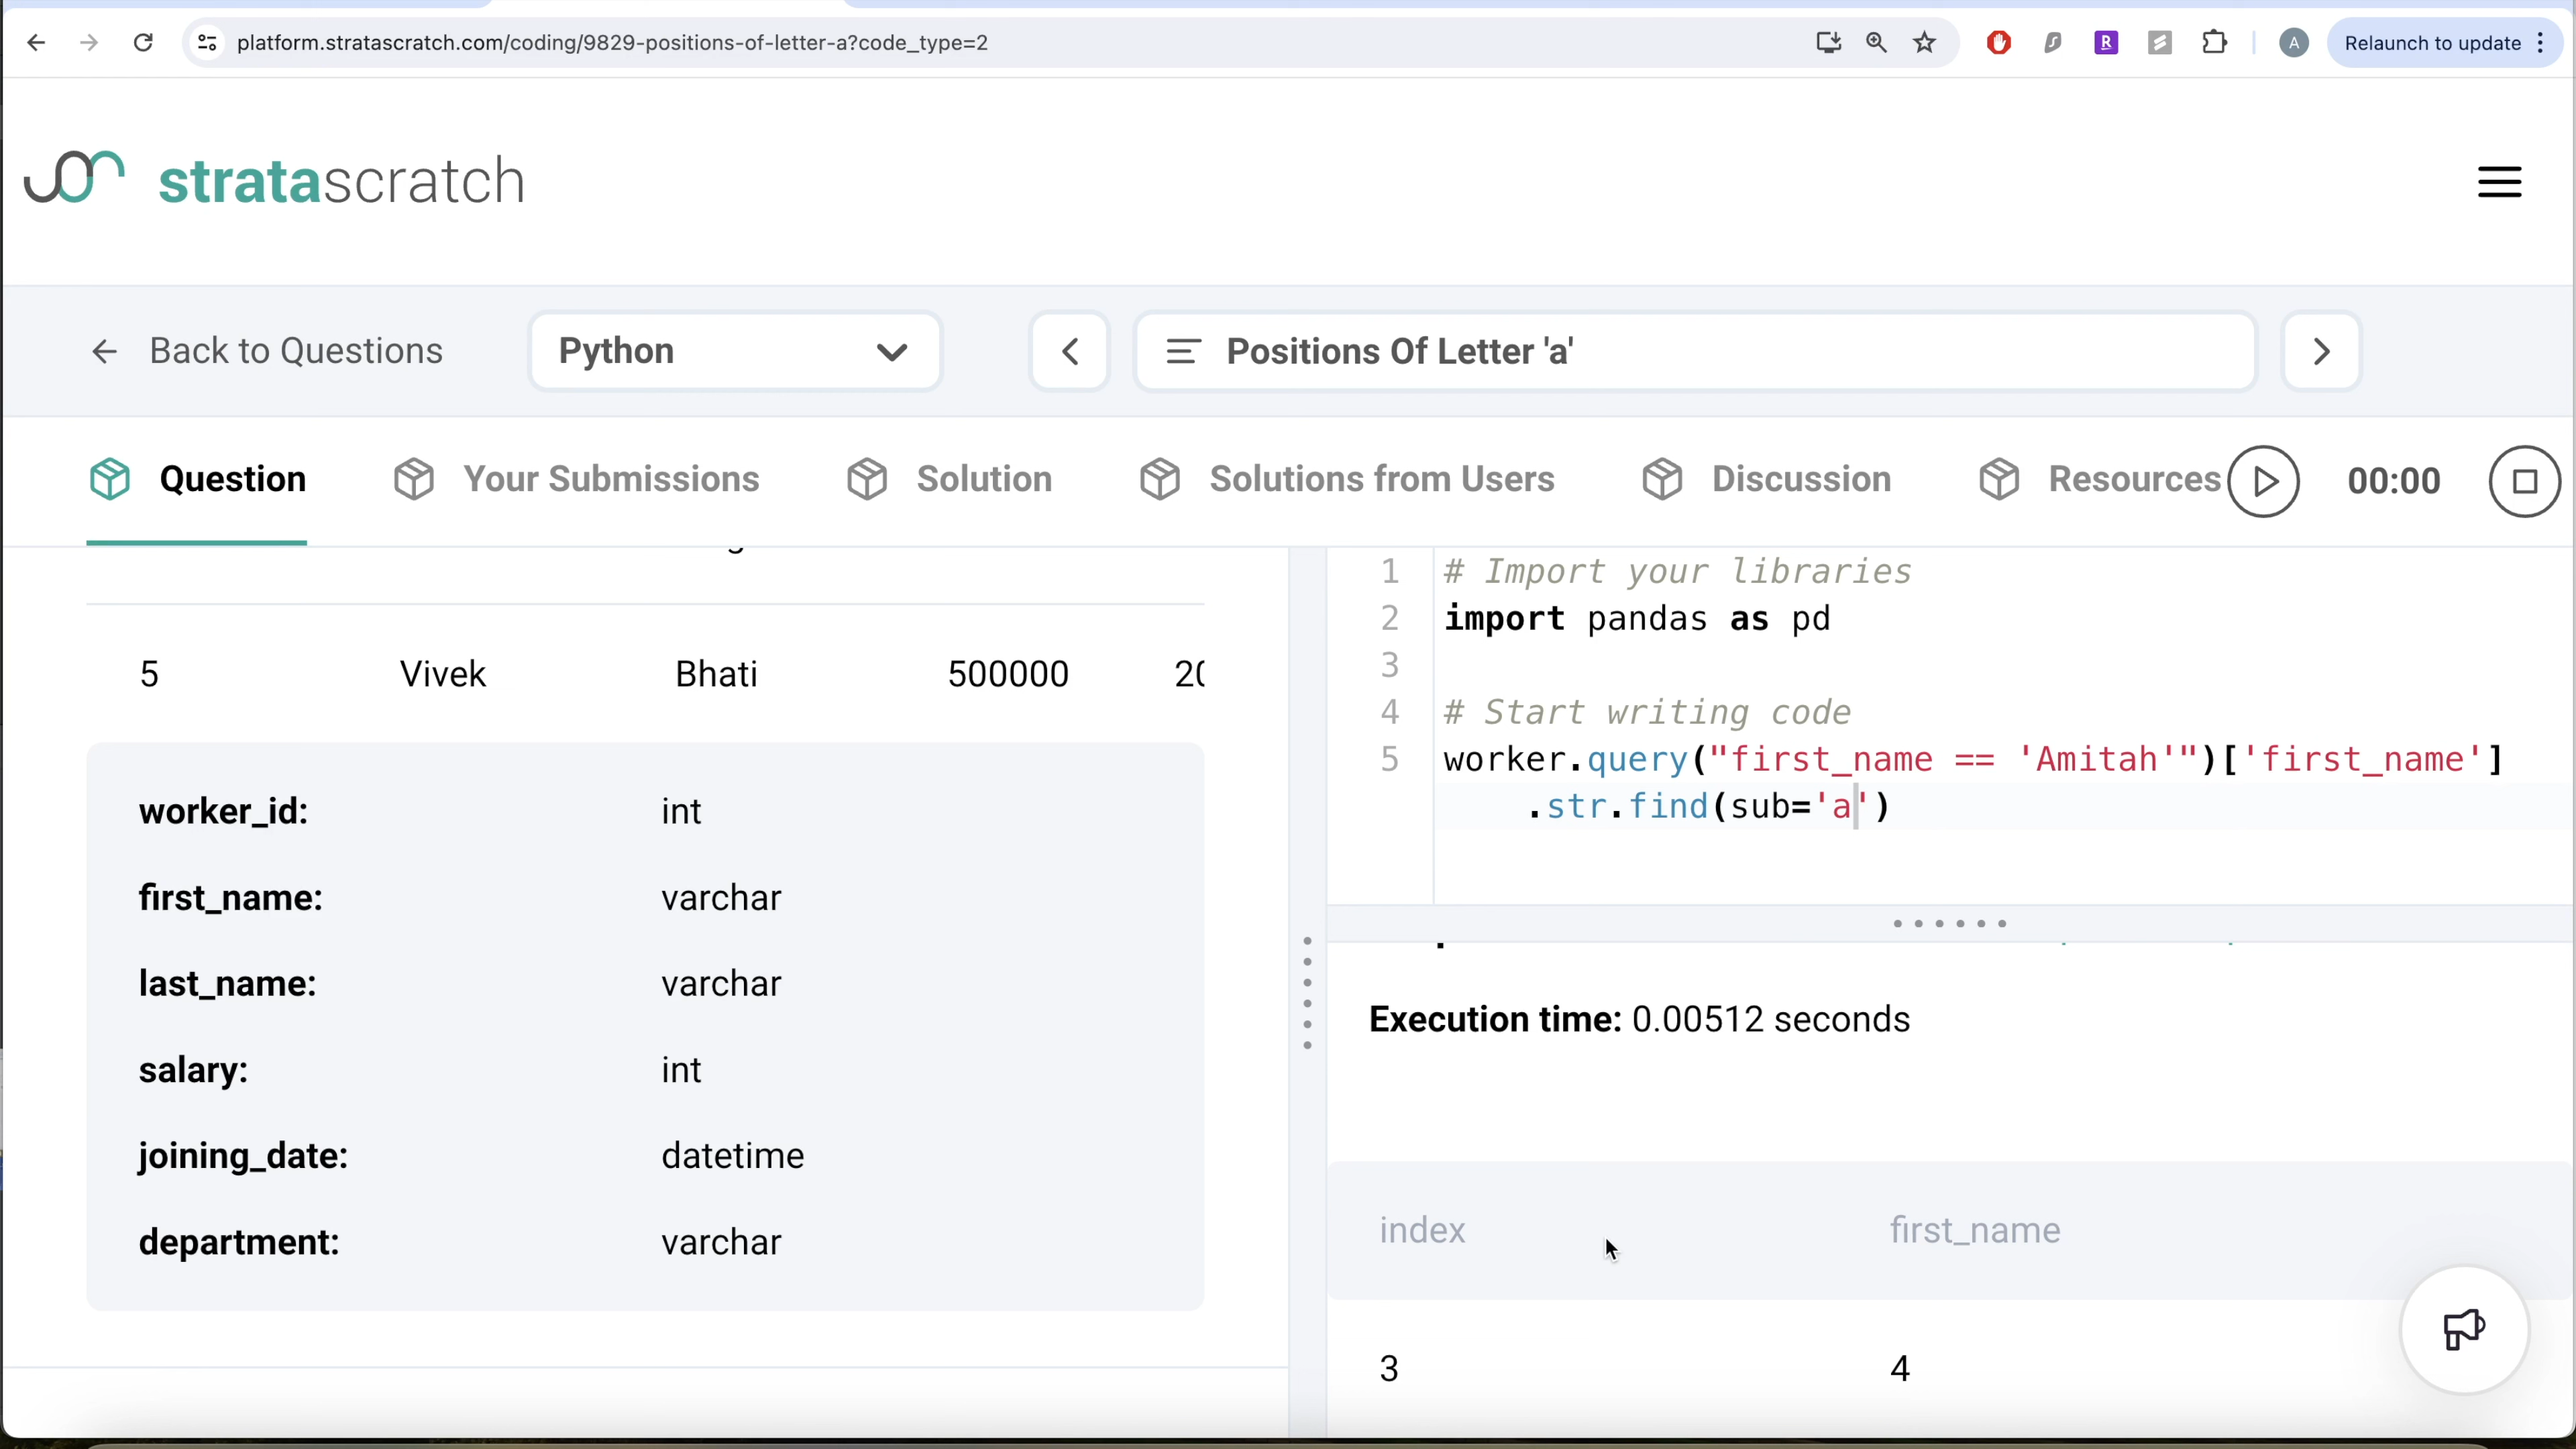 platform.stratascratch.com/coding/9829-positions-of-letter-a?code_type=2
R
A
Relaunch to update
stratascratch
Back to Questions
Python
Positions Of Letter 'a'
Question
Your Submissions
Solution
Solutions from Users
Discussion
Resources
00:00
5 Vivek Bhati 500000 20
worker_id: int
first_name: varchar
last_name: varchar
salary: int
joining_date: datetime
department: varchar
1 # Import your libraries
2 import pandas as pd
3
4 # Start writing code
5 worker.query("first_name == 'Amitah'")['first_name']
.str.find(sub='a')
Execution time: 0.00512 seconds
index first_name
3 4